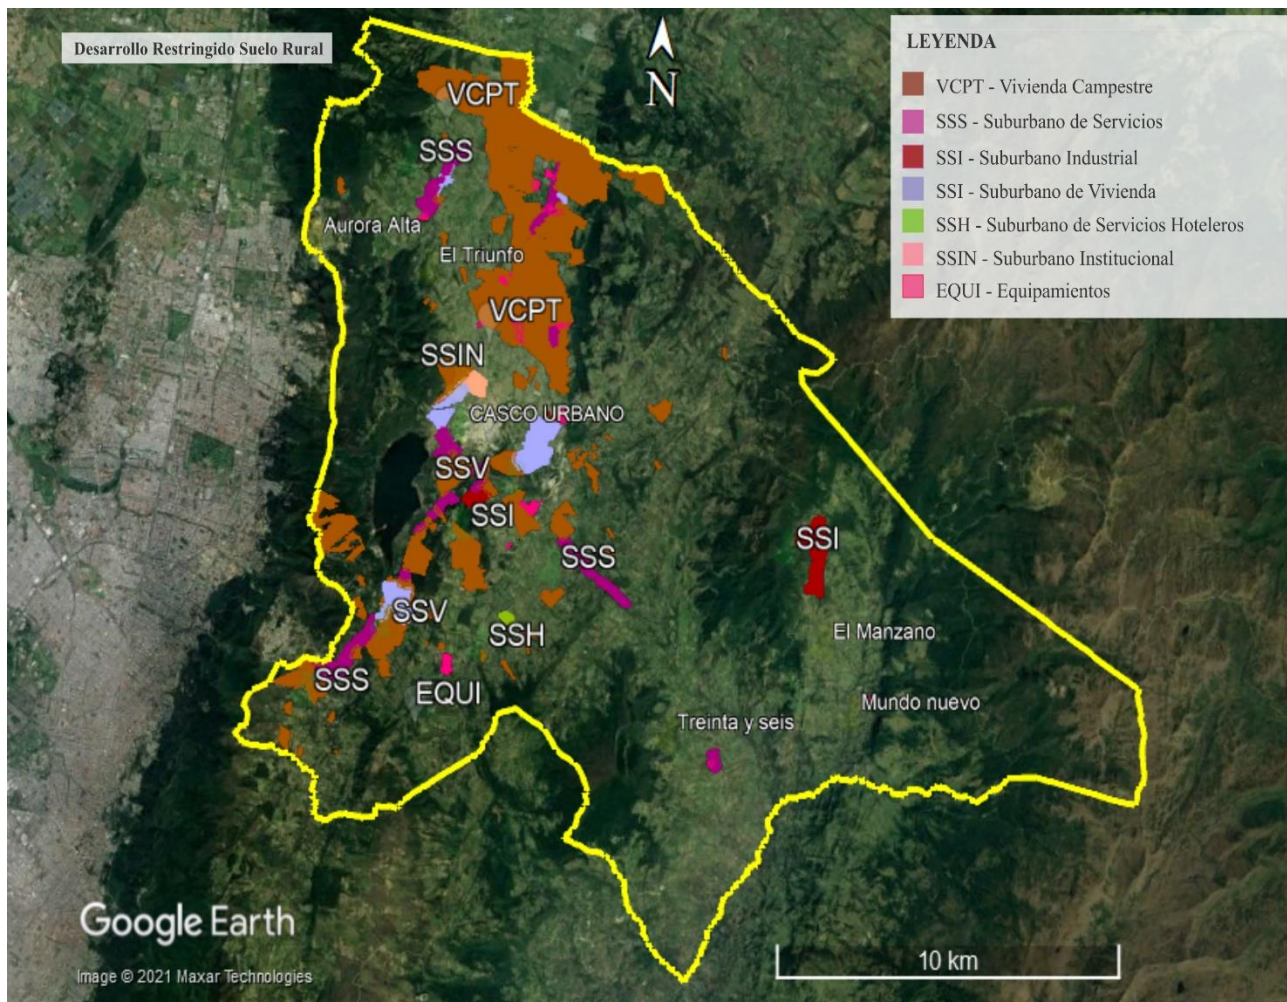 Desarrollo Restringido Suelo Rural
N
LEYENDA
VCPT - Vivienda Campestre
SSS - Suburbano de Servicios
SSI - Suburbano Industrial
SSI - Suburbano de Vivienda
SSH - Suburbano de Servicios Hoteleros
SSIN - Suburbano Institucional
EQUI - Equipamientos
VCPT
SSS
Aurora Alta
El Triunfo
VCPT
SSIN
CASCO URBANO
SSV
SSI
SSS
SSI
SSV
SSH
El Manzano
SSS
EQUI
Mundo nuevo
Treinta y seis
Google Earth
Image © 2021 Maxar Technologies
10 km